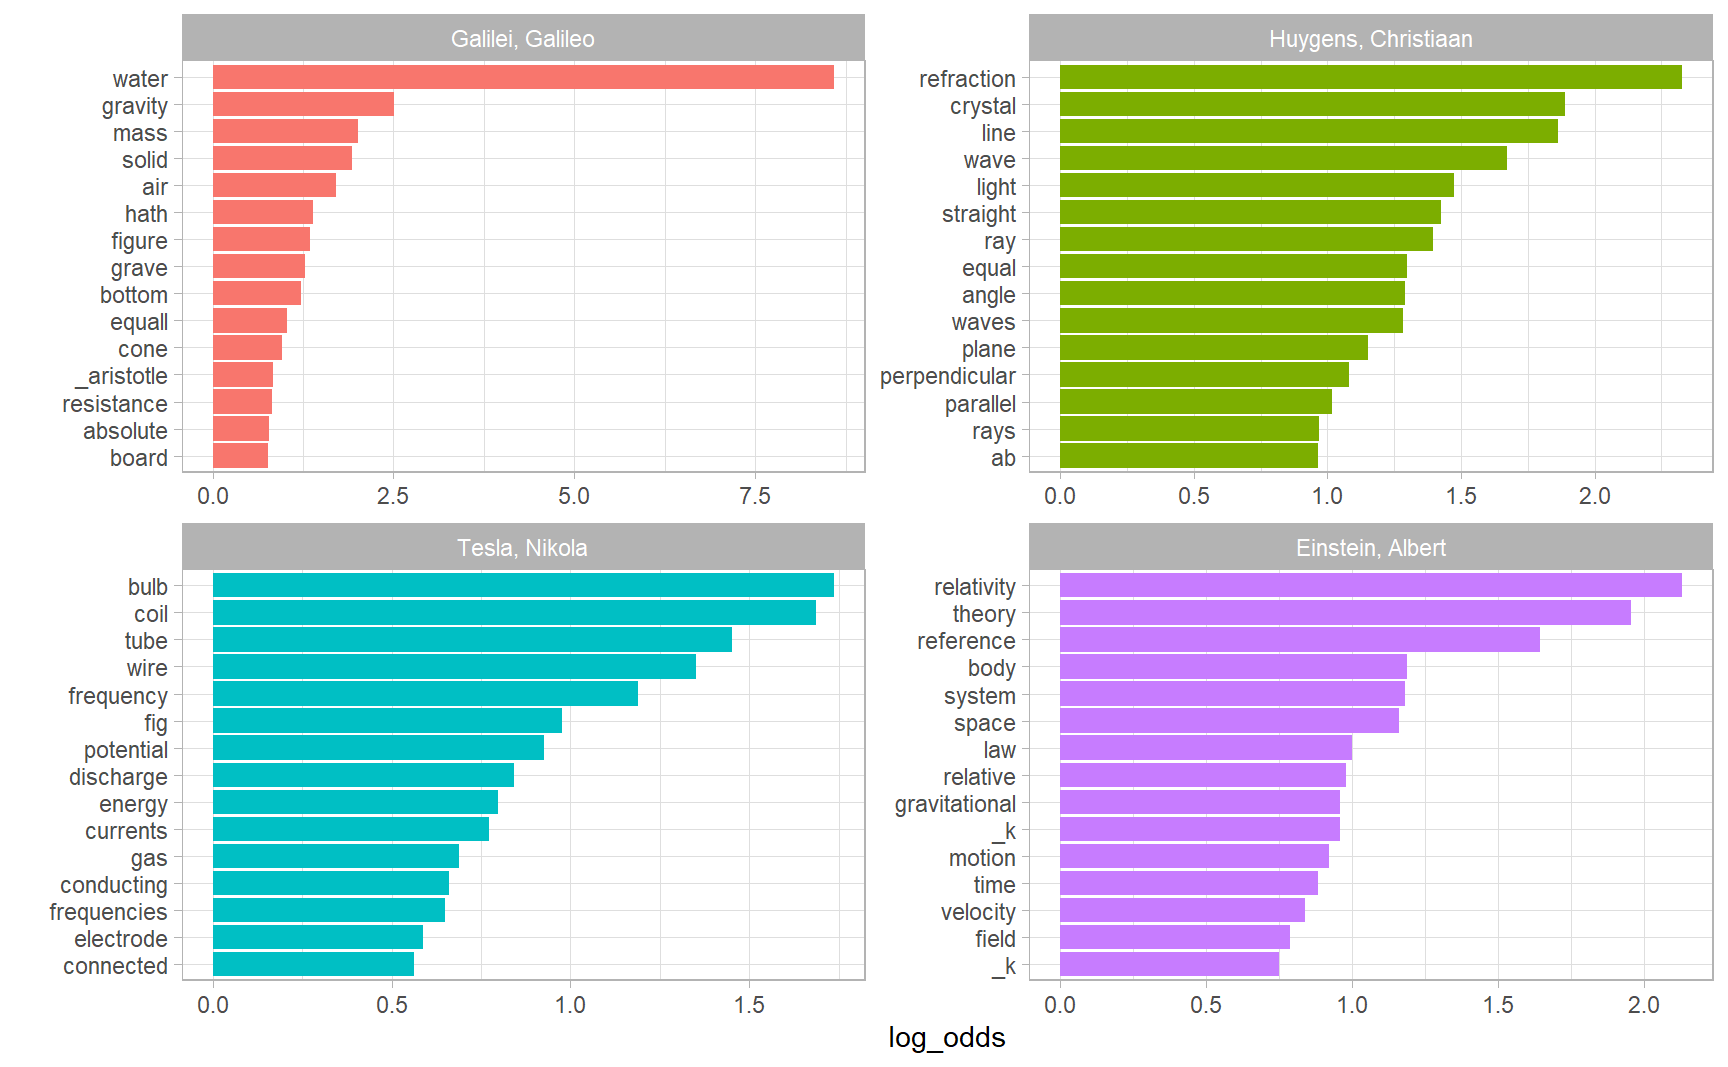 Galilei, Galileo
water
gravity
mass
solid
air
hath
figure
grave
bottom
equall
cone
_aristotle
resistance
absolute
board
0.0 2.5 5.0 7.5
Huygens, Christiaan
refraction
crystal
line
wave
light
straight
ray
equal
angle
waves
plane
perpendicular
parallel
rays
ab
0.0 0.5 1.0 1.5 2.0
Tesla, Nikola
bulb
coil
tube
wire
frequency
fig
potential
discharge
energy
currents
gas
conducting
frequencies
electrode
connected
0.0 0.5 1.0 1.5
Einstein, Albert
relativity
theory
reference
body
system
space
law
relative
gravitational
_k
motion
time
velocity
field
_k
0.0 0.5 1.0 1.5 2.0
log_odds